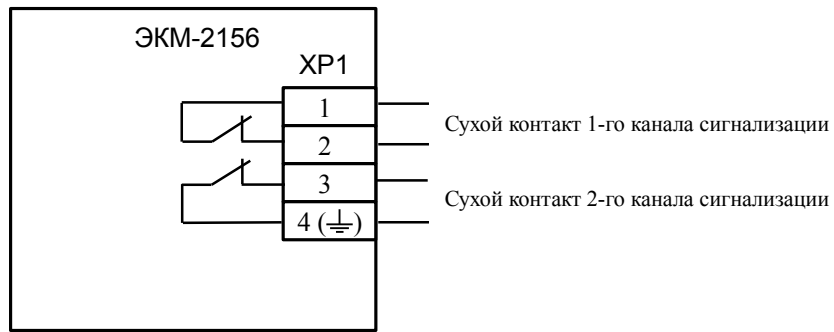 ЭКМ-2156
XP1
1
Сухой контакт 1-го канала сигнализации
2
3
Сухой контакт 2-го канала сигнализации
4 (⏚)